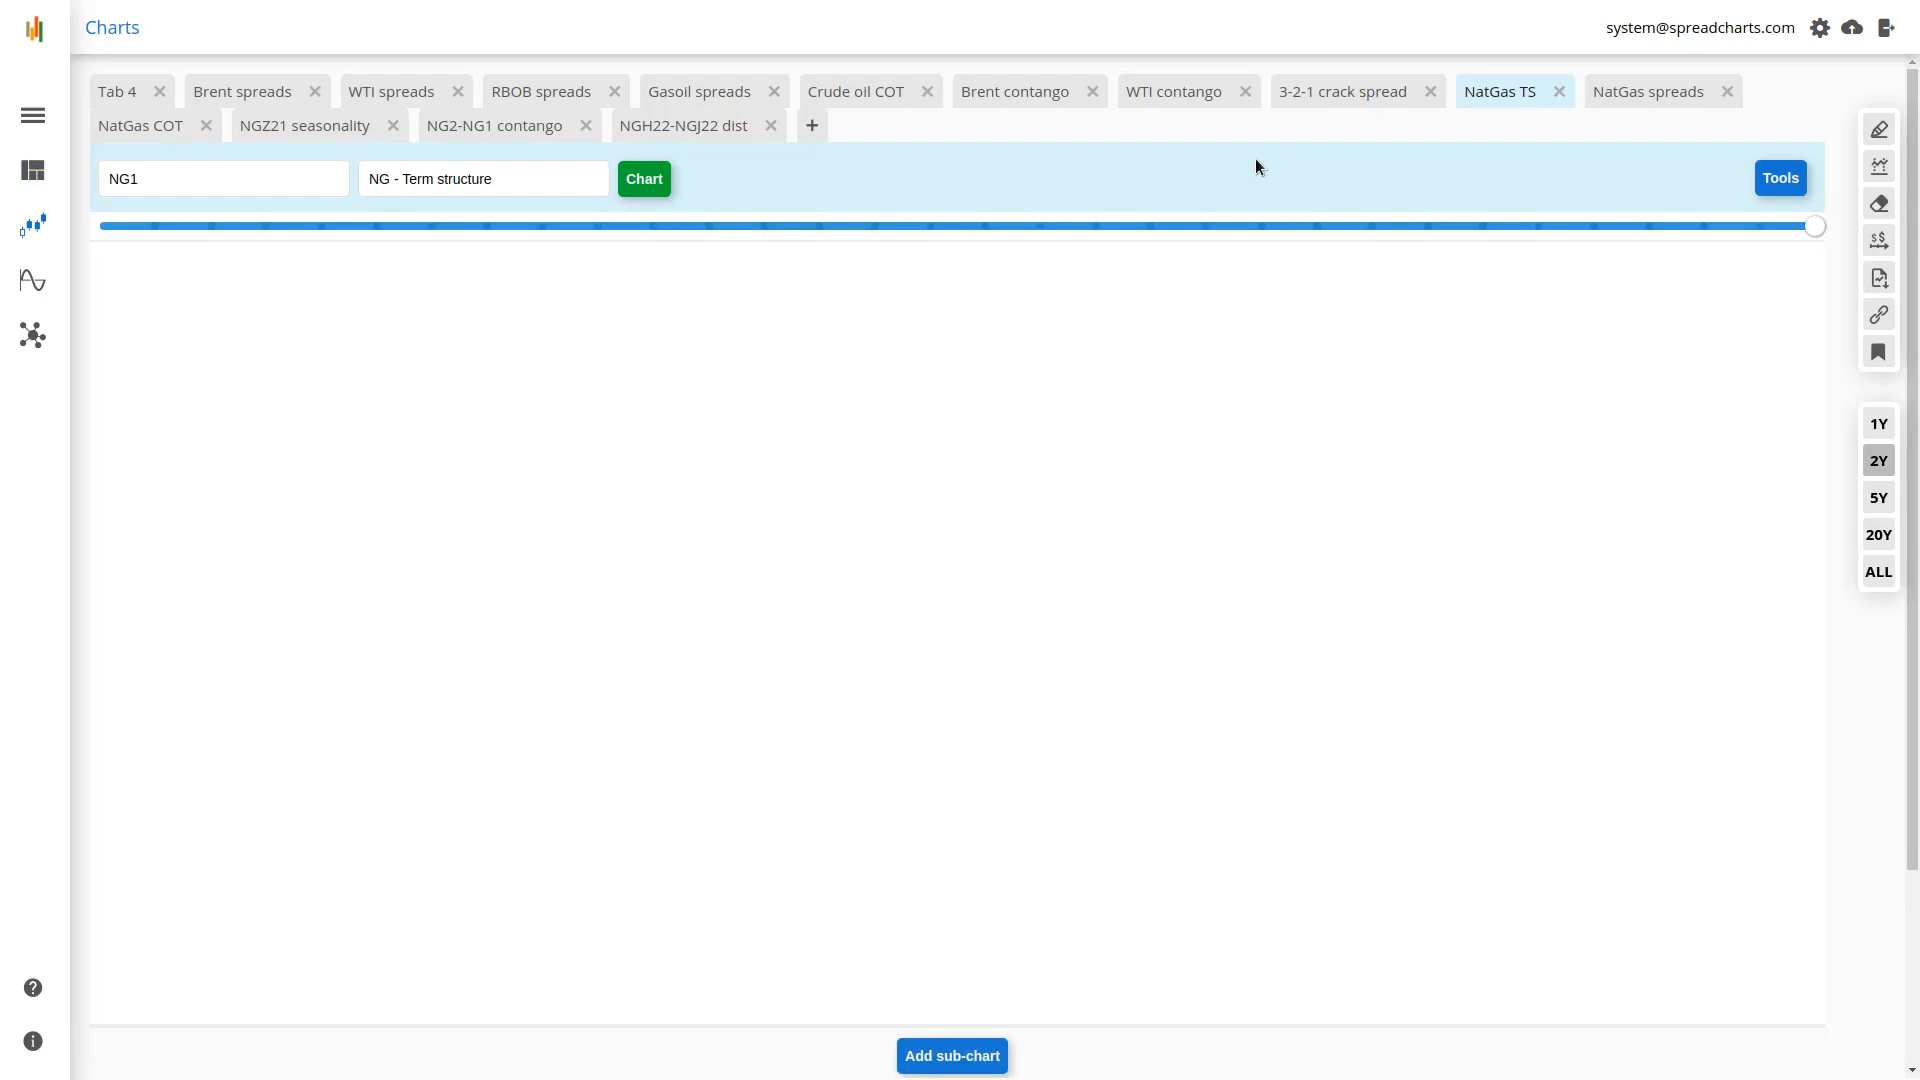 Charts
system@spreadcharts.com
Tab 4
Brent spreads
WTI spreads
RBOB spreads
Gasoil spreads
Crude oil COT
Brent contango
WTI contango
3-2-1 crack spread
NatGas TS
NatGas spreads
NatGas COT
NGZ21 seasonality
NG2-NG1 contango
NGH22-NGJ22 dist
+
NG1
NG - Term structure
Chart
Tools
1Y
2Y
5Y
20Y
ALL
Add sub-chart